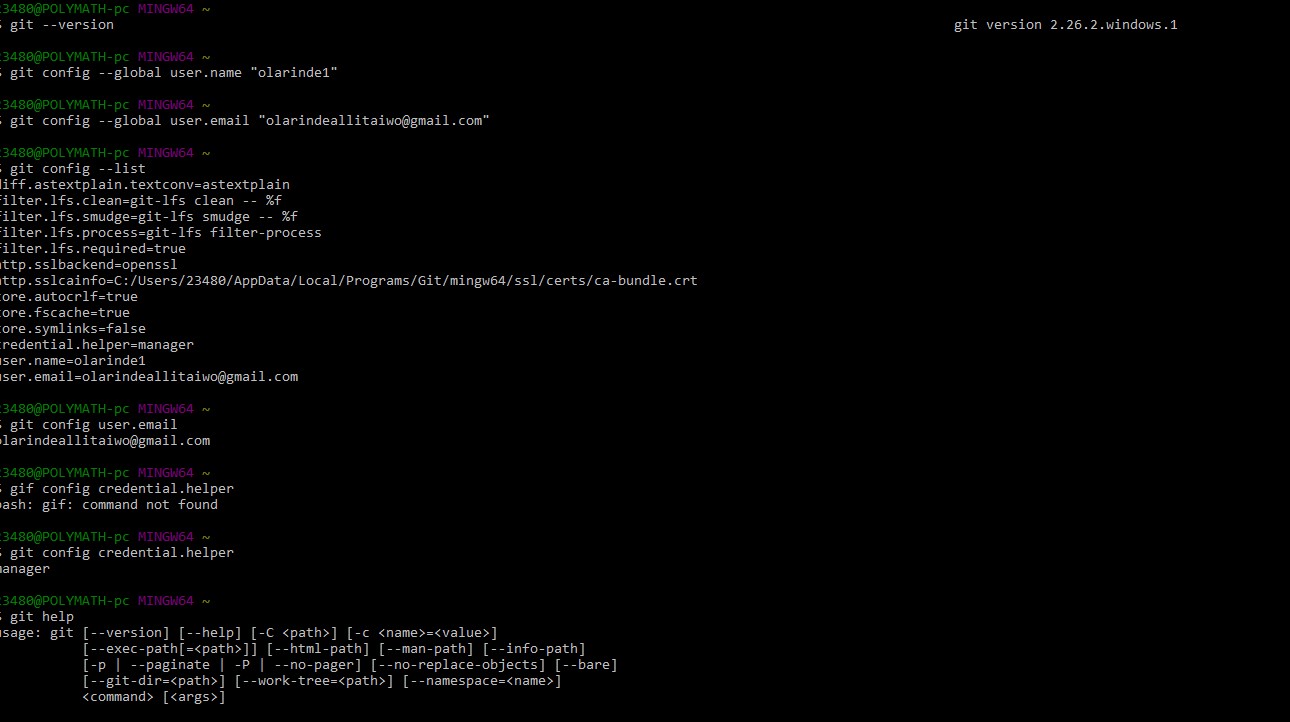 23480@POLYMATH-pc MINGW64 ~
$ git --version git version 2.26.2.windows.1
23480@POLYMATH-pc MINGW64 ~
$ git config --global user.name "olarinde1"
23480@POLYMATH-pc MINGW64 ~
$ git config --global user.email "olarindeallitaiwo@gmail.com"
23480@POLYMATH-pc MINGW64 ~
$ git config --list
diff.astextplain.textconv=astextplain
filter.lfs.clean=git-lfs clean -- %f
filter.lfs.smudge=git-lfs smudge -- %f
filter.lfs.process=git-lfs filter-process
filter.lfs.required=true
http.sslbackend=openssl
http.sslcainfo=C:/Users/23480/AppData/Local/Programs/Git/mingw64/ssl/certs/ca-bundle.crt
core.autocrlf=true
core.fscache=true
core.symlinks=false
credential.helper=manager
user.name=olarinde1
user.email=olarindeallitaiwo@gmail.com
23480@POLYMATH-pc MINGW64 ~
$ git config user.email
olarindeallitaiwo@gmail.com
23480@POLYMATH-pc MINGW64 ~
$ gif config credential.helper
bash: gif: command not found
23480@POLYMATH-pc MINGW64 ~
$ git config credential.helper
manager
23480@POLYMATH-pc MINGW64 ~
$ git help
usage: git [--version] [--help] [-C <path>] [-c <name>=<value>]
[--exec-path[=<path>]] [--html-path] [--man-path] [--info-path]
[-p | --paginate | -P | --no-pager] [--no-replace-objects] [--bare]
[--git-dir=<path>] [--work-tree=<path>] [--namespace=<name>]
<command> [<args>]